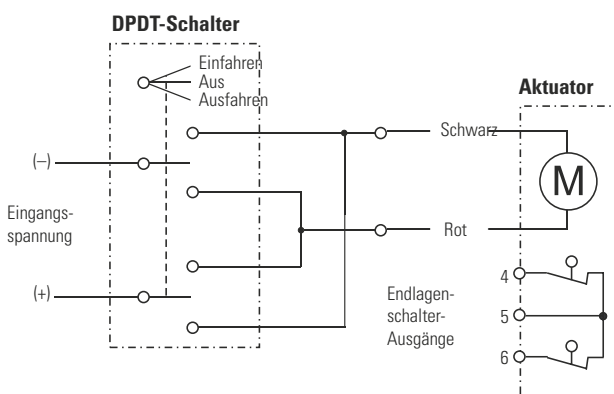 DPDT-Schalter
Einfahren
Aus
Ausfahren
Aktuator
Schwarz
(–)
M
Eingangs-
spannung
Rot
(+)
Endlagen-
schalter-
Ausgänge
4
5
6